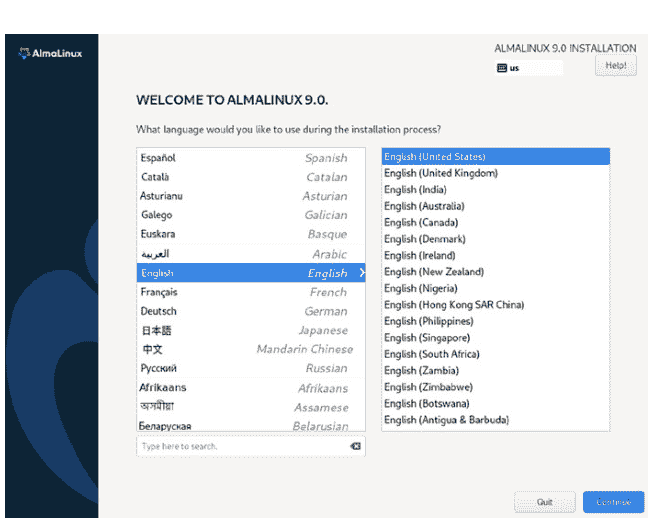 AlmaLinux
ALMALINUX 9.0 INSTALLATION
us
Help!
WELCOME TO ALMALINUX 9.0.
What language would you like to use during the installation process?
Español Spanish
Català Catalan
Asturianu Asturian
Galego Galician
Euskara Basque
العربية Arabic
English English
Français French
Deutsch German
日本語 Japanese
中文 Mandarin Chinese
Русский Russian
Afrikaans Afrikaans
অসমীয়া Assamese
Беларуская Belarusian
Type here to search.
English (United States)
English (United Kingdom)
English (India)
English (Australia)
English (Canada)
English (Denmark)
English (Ireland)
English (New Zealand)
English (Nigeria)
English (Hong Kong SAR China)
English (Philippines)
English (Singapore)
English (South Africa)
English (Zambia)
English (Zimbabwe)
English (Botswana)
English (Antigua & Barbuda)
Quit
Continue